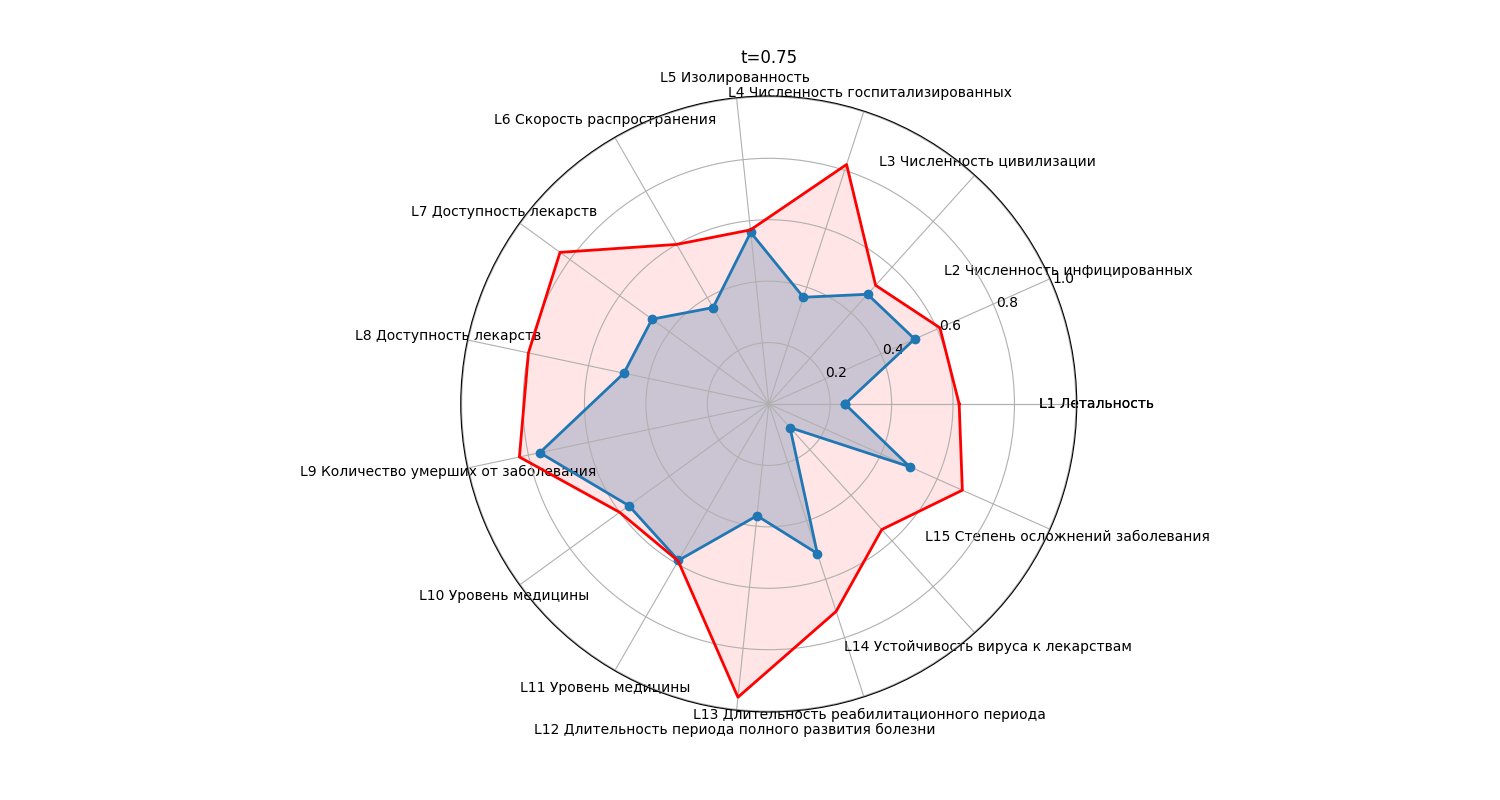 t=0.75
L5 Изолированность
L4 Численность госпитализированных
L6 Скорость распространения
L3 Численность цивилизации
L7 Доступность лекарств
L2 Численность инфицированных
1.0
0.8
0.6
L8 Доступность лекарств
0.4
0.2
L1 Летальность
L9 Количество умерших от заболевания
L15 Степень осложнений заболевания
L10 Уровень медицины
L14 Устойчивость вируса к лекарствам
L11 Уровень медицины
L13 Длительность реабилитационного периода
L12 Длительность периода полного развития болезни